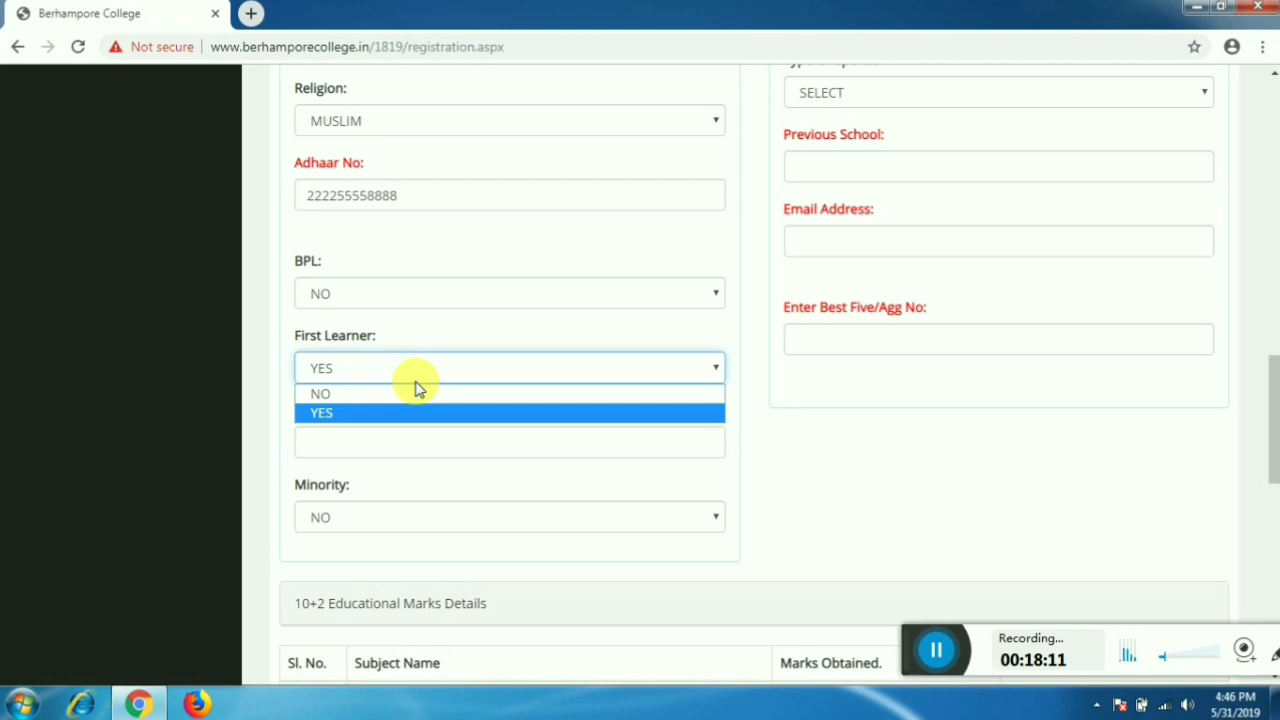 Berhampore College
Not secure
www.berhamporecollege.in/1819/registration.aspx
Religion:
MUSLIM
Adhaar No:
222255558888
BPL:
NO
First Learner:
YES
NO
YES
Minority:
NO
SELECT
Previous School:
Email Address:
Enter Best Five/Agg No:
10+2 Educational Marks Details
Sl. No.
Subject Name
Marks Obtained.
Recording...
00:18:11
4:46 PM
5/31/2019